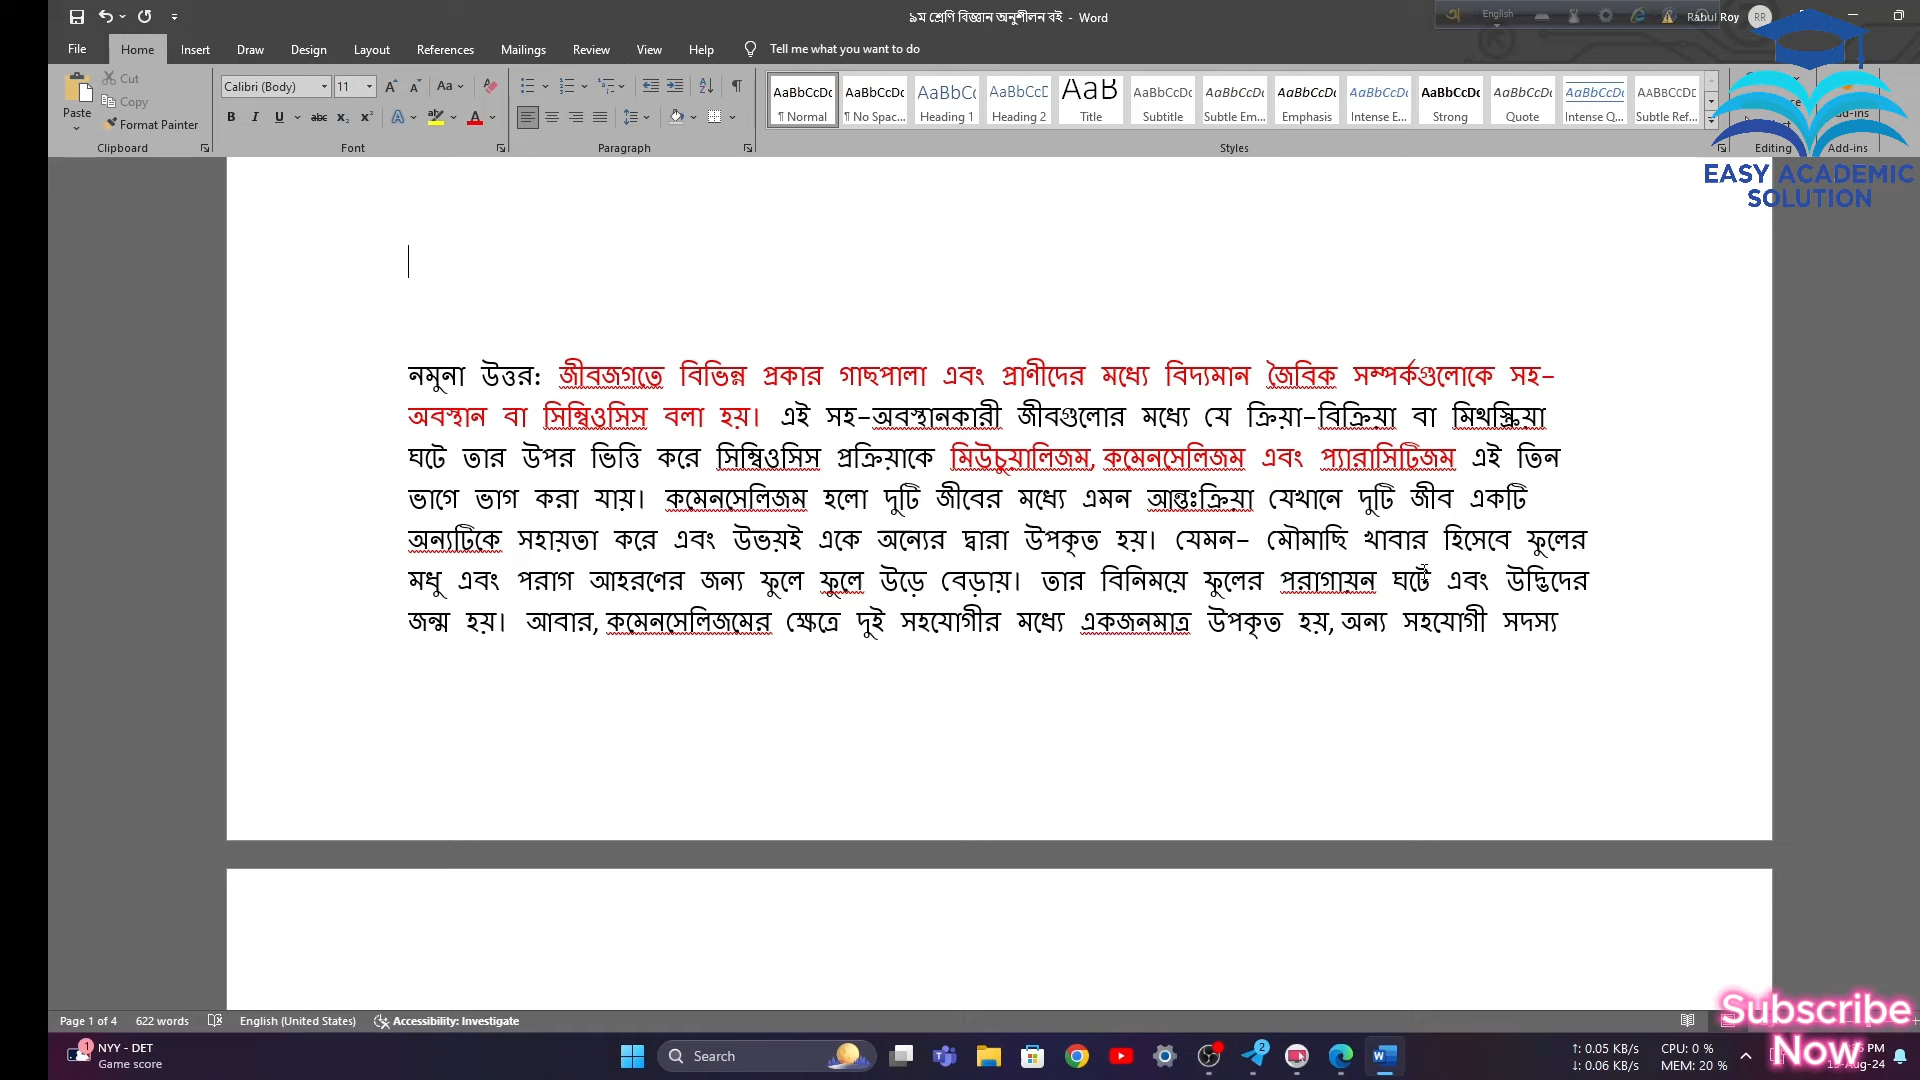 ৯ম শ্রেণি বিজ্ঞান অনুশীলন বই - Word
English
Rahul Roy RR
File Home Insert Draw Design Layout References Mailings Review View Help Tell me what you want to do
Cut
Copy
Paste
Format Painter
Calibri (Body) 11
AaBbCcDc AaBbCcDc AaBbCc AaBbCcD AaB AaBbCcDc AaBbCcDc AaBbCcDc AaBbCcDc AaBbCcDc AaBbCcDc AaBbCcDc AABBCCDC
¶ Normal ¶ No Spac... Heading 1 Heading 2 Title Subtitle Subtle Em... Emphasis Intense E... Strong Quote Intense Q... Subtle Ref...
Clipboard Font Paragraph Styles Editing Add-ins
EASY ACADEMIC
SOLUTION
নমুনা উত্তর: জীবজগতে বিভিন্ন প্রকার গাছপালা এবং প্রাণীদের মধ্যে বিদ্যমান জৈবিক সম্পর্কগুলোকে সহ-
অবস্থান বা সিম্বিওসিস বলা হয়। এই সহ-অবস্থানকারী জীবগুলোর মধ্যে যে ক্রিয়া-বিক্রিয়া বা মিথস্ক্রিয়া
ঘটে তার উপর ভিত্তি করে সিম্বিওসিস প্রক্রিয়াকে মিউচুয়ালিজম, কমেনসেলিজম এবং প্যারাসিটিজম এই তিন
ভাগে ভাগ করা যায়। কমেনসেলিজম হলো দুটি জীবের মধ্যে এমন আন্তঃক্রিয়া যেখানে দুটি জীব একটি
অন্যটিকে সহায়তা করে এবং উভয়ই একে অন্যের দ্বারা উপকৃত হয়। যেমন- মৌমাছি খাবার হিসেবে ফুলের
মধু এবং পরাগ আহরণের জন্য ফুলে ফুলে উড়ে বেড়ায়। তার বিনিময়ে ফুলের পরাগায়ন ঘটে এবং উদ্ভিদের
জন্ম হয়। আবার, কমেনসেলিজমের ক্ষেত্রে দুই সহযোগীর মধ্যে একজনমাত্র উপকৃত হয়, অন্য সহযোগী সদস্য
Page 1 of 4 622 words English (United States) Accessibility: Investigate
Subscribe
Now
NYY - DET
Game score
Search
↑: 0.05 KB/s CPU: 0 %
↓: 0.06 KB/s MEM: 20 %